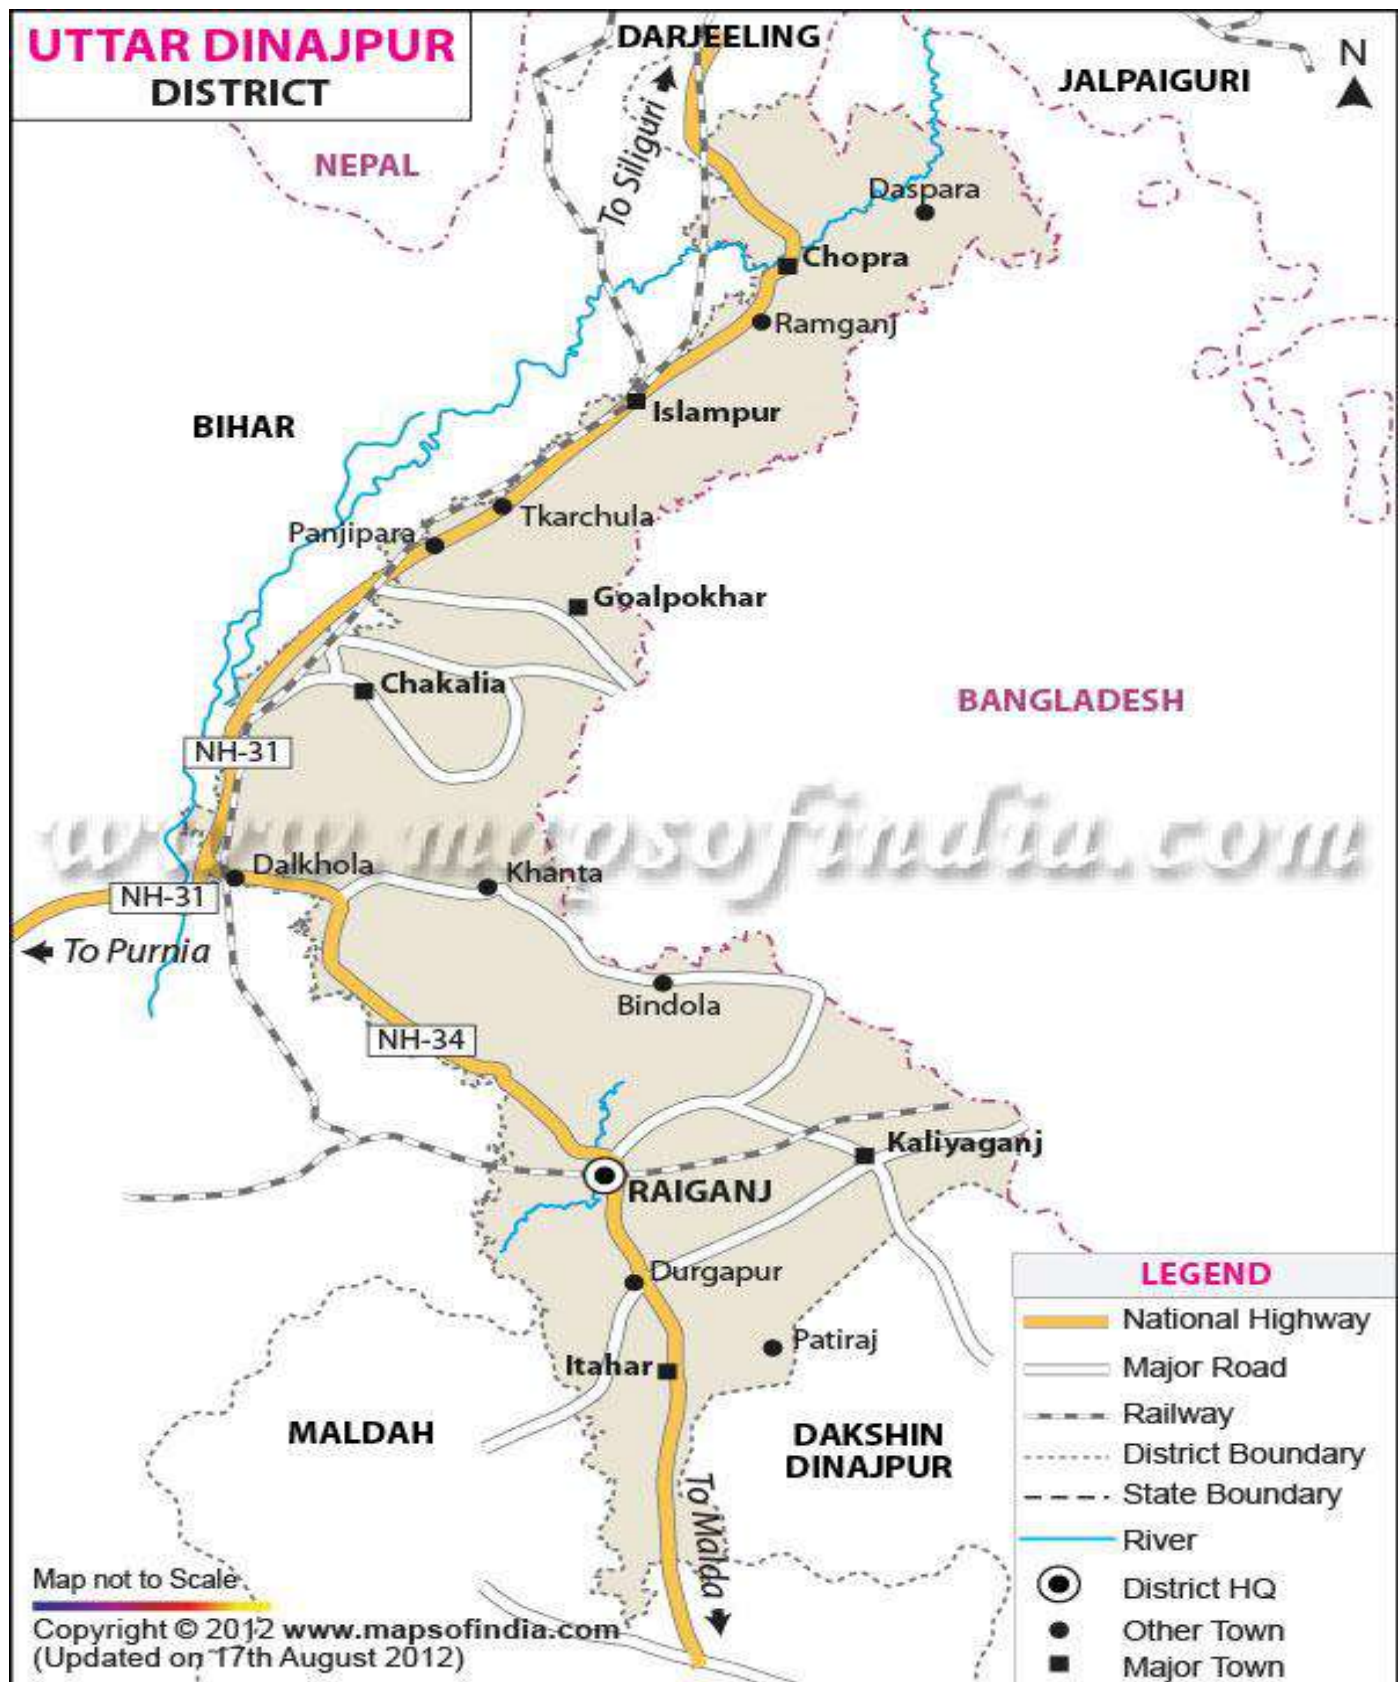 UTTAR DINAJPUR
DISTRICT
DARJEELING
JALPAIGURI
N
NEPAL
To Siliguri
Daspara
Chopra
Ramganj
BIHAR
Islampur
Tkarchula
Panjipara
Goalpokhar
Chakalia
BANGLADESH
NH-31
www.mapsofindia.com
Dalkhola
Khanta
NH-31
To Purnia
Bindola
NH-34
Kaliyaganj
RAIGANJ
Durgapur
Patiraj
Itahar
MALDAH
DAKSHIN
DINAJPUR
To Malda
LEGEND
National Highway
Major Road
Railway
District Boundary
State Boundary
River
District HQ
Other Town
Major Town
Map not to Scale
Copyright © 2012 www.mapsofindia.com
(Updated on 17th August 2012)